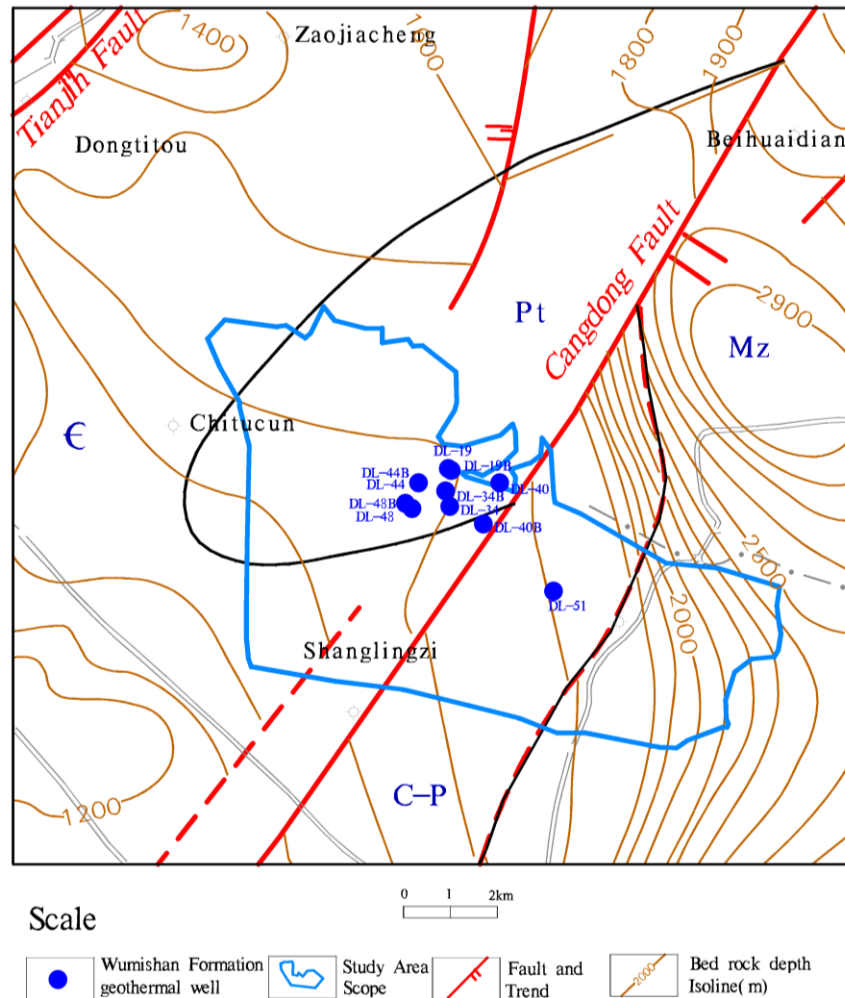 1400
Zaojiacheng
1800
1900
Tianjin Fault
Dongtitou
Beihuaidian
Cangdong Fault
Pt
2900
Mz
Є
Chitucun
DL-19
DL-19B
DL-44B
DL-44
DL-40
DL-34B
DL-48B
DL-34
DL-48
DL-40B
2500
DL-51
2000
Shanglingzi
C-P
1200
0 1 2km
Scale
Wumishan Formation
geothermal well
Study Area
Scope
Fault and
Trend
2000
Bed rock depth
Isoline( m)